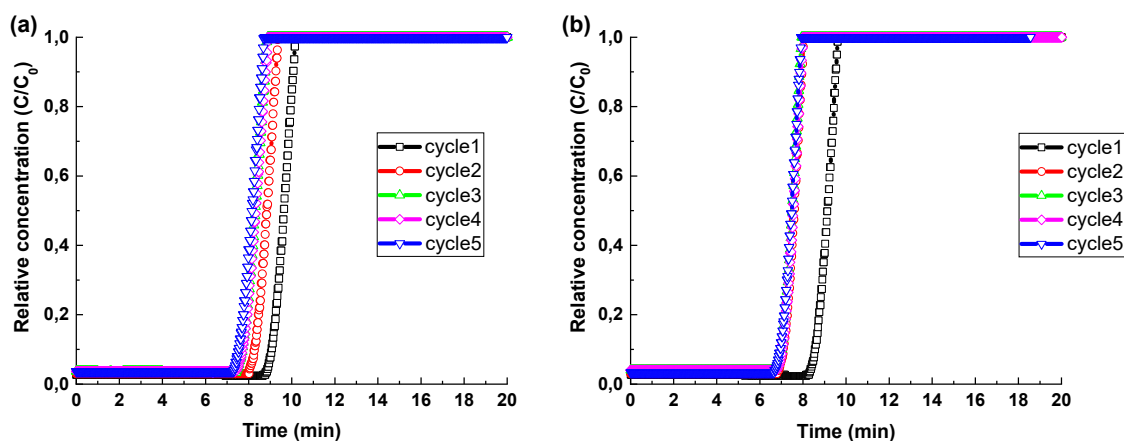 (a)
Relative concentration (C/C₀)
1,0
0,8
0,6
0,4
0,2
0,0
cycle1
cycle2
cycle3
cycle4
cycle5
0 2 4 6 8 10 12 14 16 18 20
Time (min)
(b)
Relative concentration (C/C₀)
1,0
0,8
0,6
0,4
0,2
0,0
cycle1
cycle2
cycle3
cycle4
cycle5
0 2 4 6 8 10 12 14 16 18 20
Time (min)